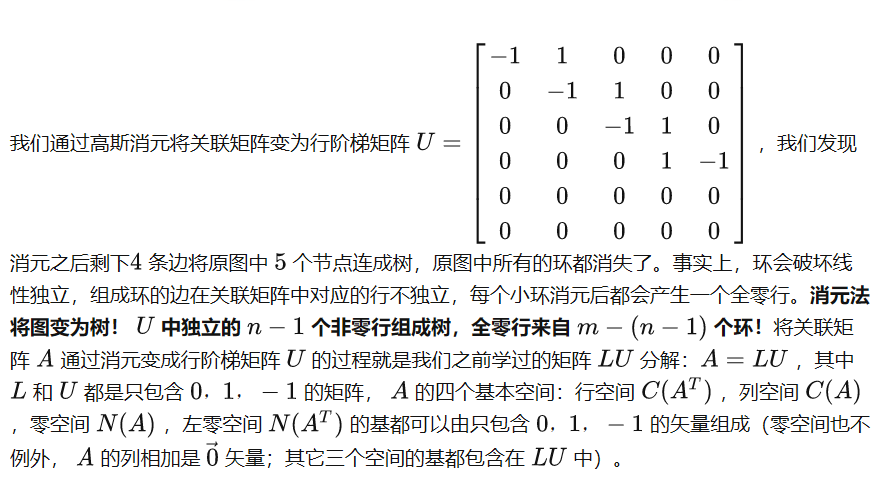 我们通过高斯消元将关联矩阵变为行阶梯矩阵 U = [ −1 1 0 0 0 ; 0 −1 1 0 0 ; 0 0 −1 1 0 ; 0 0 0 1 −1 ; 0 0 0 0 0 ; 0 0 0 0 0 ] ，我们发现
消元之后剩下4 条边将原图中 5 个节点连成树，原图中所有的环都消失了。事实上，环会破坏线
性独立，组成环的边在关联矩阵中对应的行不独立，每个小环消元后都会产生一个全零行。消元法
将图变为树！ U 中独立的 n − 1 个非零行组成树，全零行来自 m − (n − 1) 个环！将关联矩
阵 A 通过消元变成行阶梯矩阵 U 的过程就是我们之前学过的矩阵 LU 分解：A = LU ，其中
L 和 U 都是只包含 0，1，−1 的矩阵， A 的四个基本空间：行空间 C(A^T) ，列空间 C(A)
，零空间 N(A) ，左零空间 N(A^T) 的基都可以由只包含 0，1，−1 的矢量组成（零空间也不
例外， A 的列相加是 \vec{0} 矢量；其它三个空间的基都包含在 LU 中）。